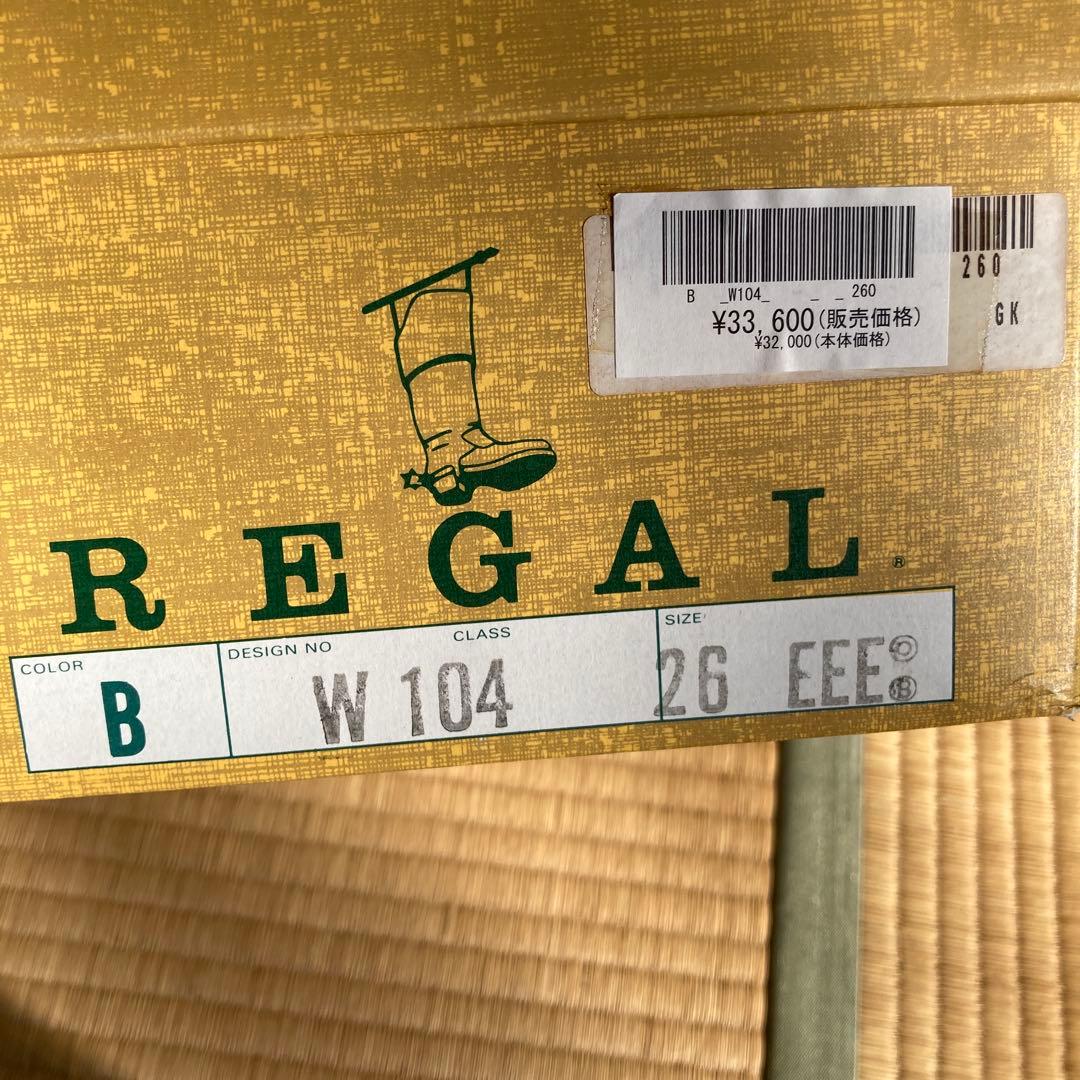 B _W104_ _ _ 260
¥33,600(販売価格)
¥32,000(本体価格)
260
GK
REGAL®
COLOR
B
DESIGN NO
CLASS
W 104
SIZE
26 EEE
B